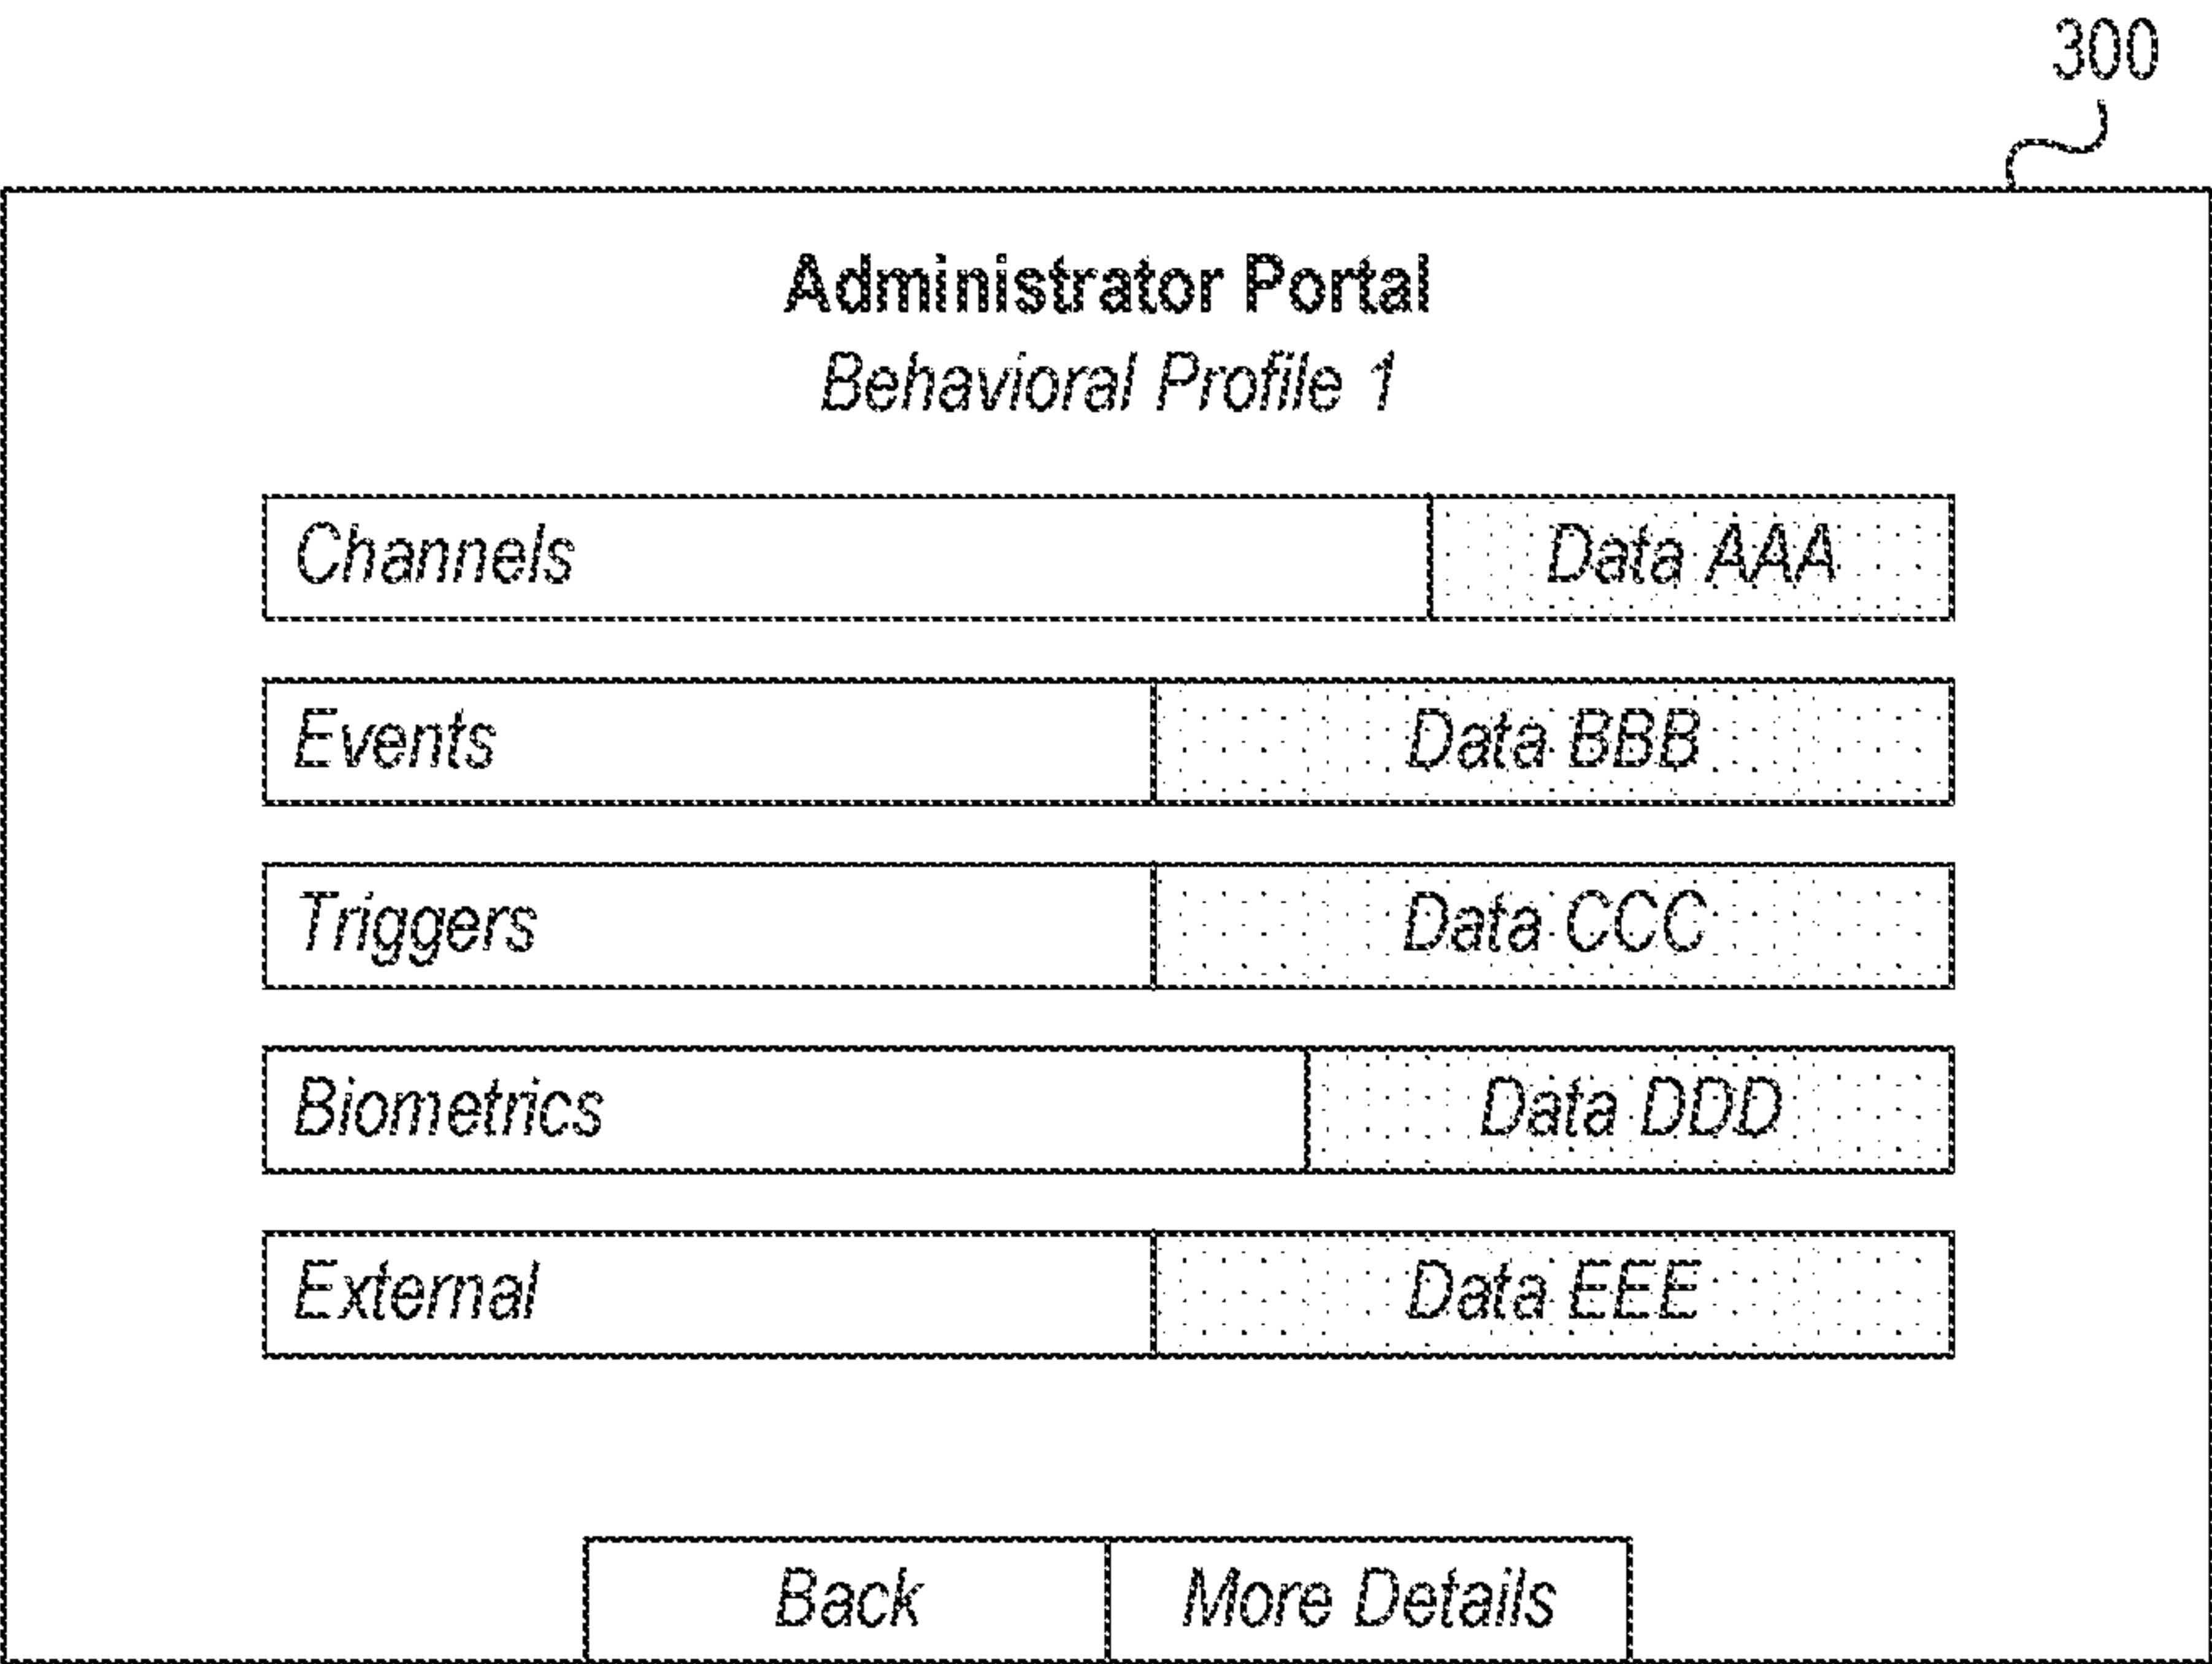 300
Administrator Portal
Behavioral Profile 1
Channels Data AAA
Events Data BBB
Triggers Data CCC
Biometrics Data DDD
External Data EEE
Back More Details